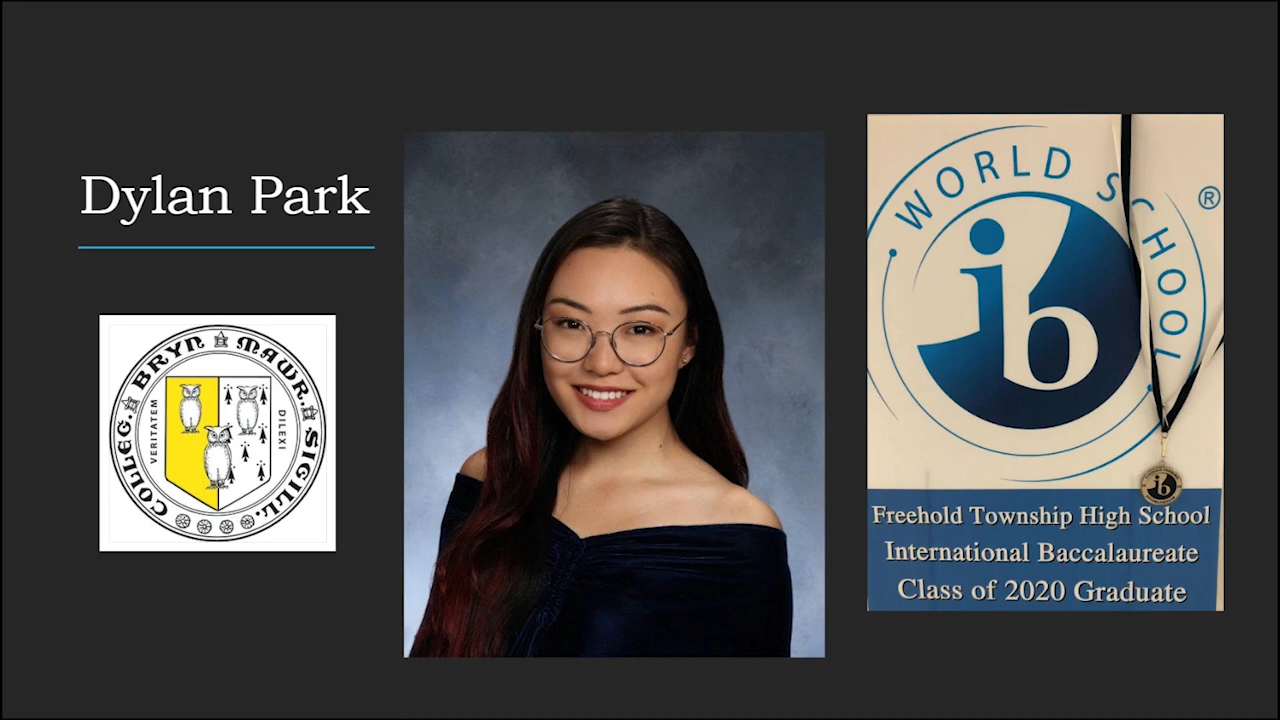 Dylan Park
COLLEG. BRYN MAWR. SIGILL.
VERITATEM
DILEXI
WORLD SCHOOL
®
ib
ib
Freehold Township High School
International Baccalaureate
Class of 2020 Graduate